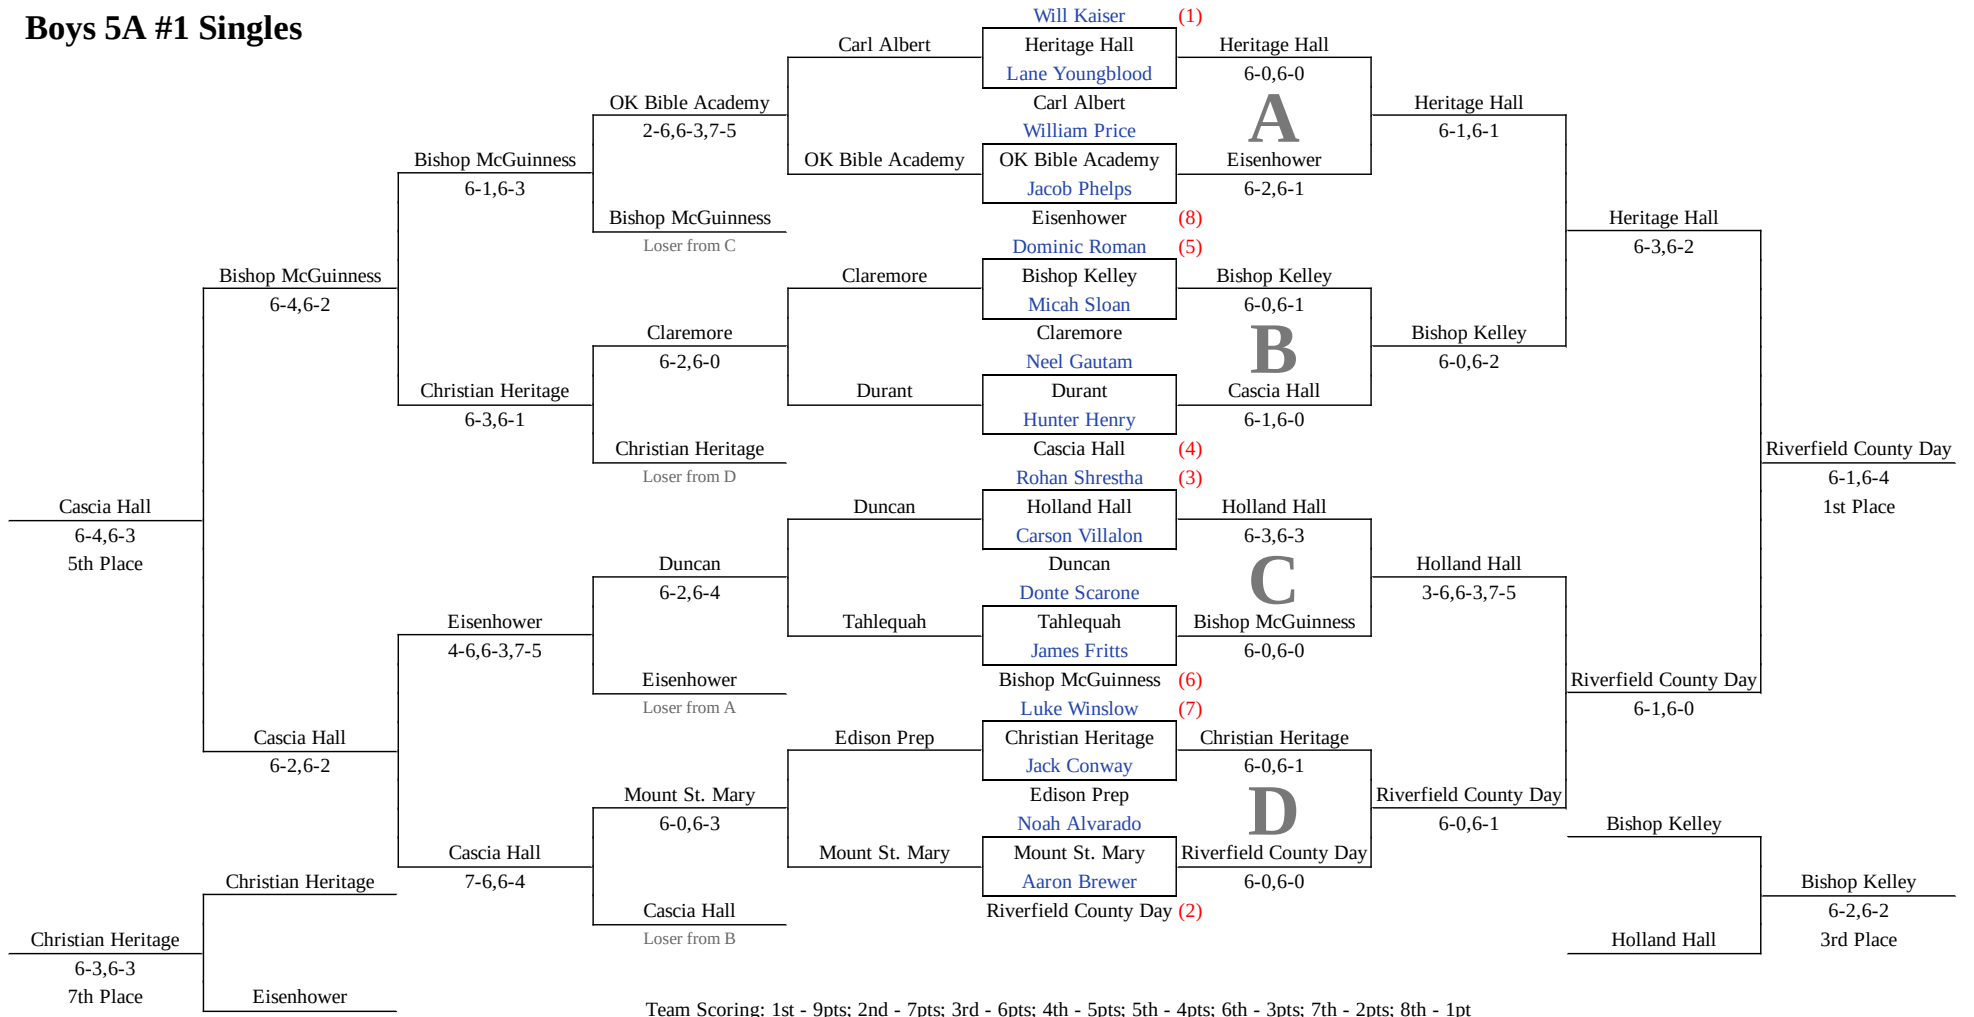 Boys 5A #1 Singles
Will Kaiser (1)
Carl Albert Heritage Hall Heritage Hall
Lane Youngblood 6-0,6-0
OK Bible Academy Carl Albert A Heritage Hall
2-6,6-3,7-5 William Price 6-1,6-1
Bishop McGuinness OK Bible Academy OK Bible Academy Eisenhower
6-1,6-3 Jacob Phelps 6-2,6-1
Bishop McGuinness Eisenhower (8) Heritage Hall
Loser from C Dominic Roman (5) 6-3,6-2
Bishop McGuinness Claremore Bishop Kelley Bishop Kelley
6-4,6-2 Micah Sloan 6-0,6-1
Claremore Claremore B Bishop Kelley
6-2,6-0 Neel Gautam 6-0,6-2
Christian Heritage Durant Durant Cascia Hall
6-3,6-1 Hunter Henry 6-1,6-0
Christian Heritage Cascia Hall (4) Riverfield County Day
Loser from D Rohan Shrestha (3) 6-1,6-4
Cascia Hall Duncan Holland Hall Holland Hall 1st Place
6-4,6-3 Carson Villalon 6-3,6-3
5th Place Duncan Duncan C Holland Hall
6-2,6-4 Donte Scarone 3-6,6-3,7-5
Eisenhower Tahlequah Tahlequah Bishop McGuinness
4-6,6-3,7-5 James Fritts 6-0,6-0
Eisenhower Bishop McGuinness (6) Riverfield County Day
Loser from A Luke Winslow (7) 6-1,6-0
Cascia Hall Edison Prep Christian Heritage Christian Heritage
6-2,6-2 Jack Conway 6-0,6-1
Mount St. Mary Edison Prep D Riverfield County Day
6-0,6-3 Noah Alvarado 6-0,6-1 Bishop Kelley
Cascia Hall Mount St. Mary Mount St. Mary Riverfield County Day
Christian Heritage 7-6,6-4 Aaron Brewer 6-0,6-0 Bishop Kelley
Cascia Hall Riverfield County Day (2) 6-2,6-2
Christian Heritage Loser from B Holland Hall 3rd Place
6-3,6-3
7th Place Eisenhower
Team Scoring: 1st - 9pts; 2nd - 7pts; 3rd - 6pts; 4th - 5pts; 5th - 4pts; 6th - 3pts; 7th - 2pts; 8th - 1pt